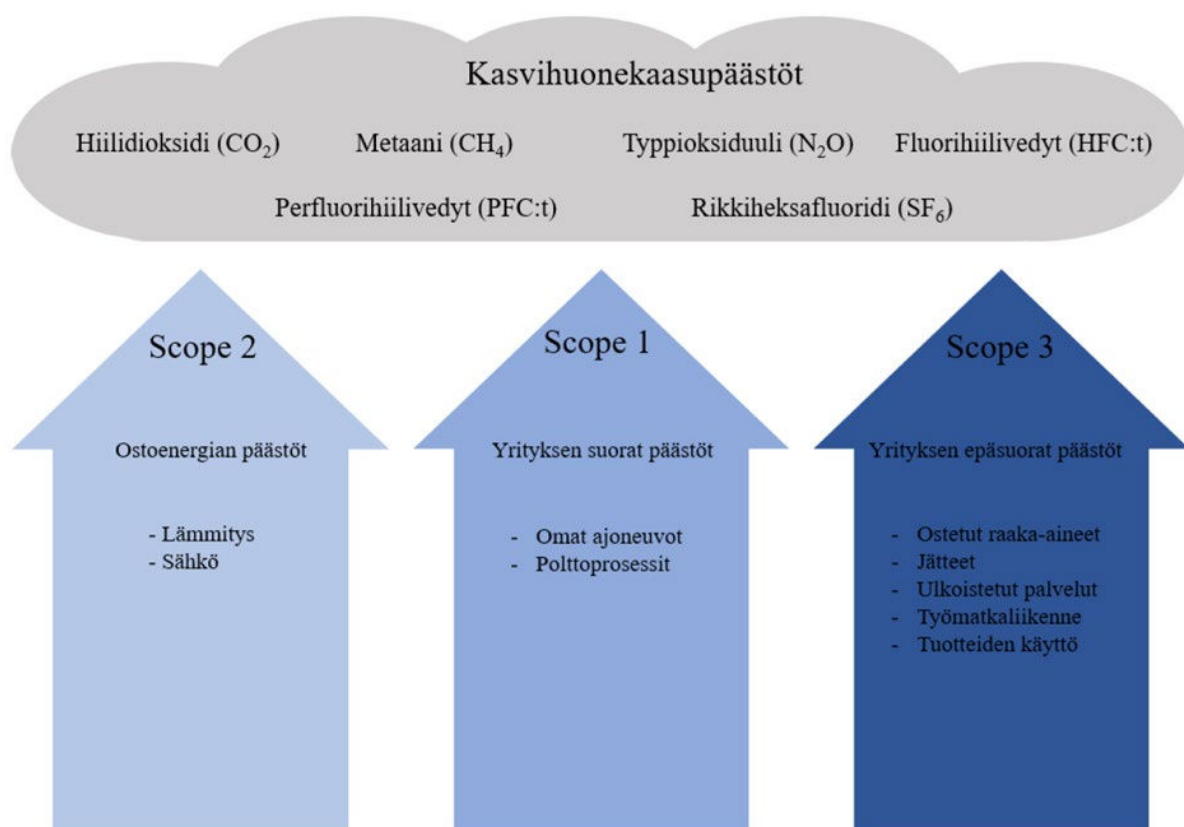 Kasvihuonekaasupäästöt
Hiilidioksidi (CO₂)
Metaani (CH₄)
Typpioksiduuli (N₂O)
Fluorihiilivedyt (HFC:t)
Perfluorihiilivedyt (PFC:t)
Rikkiheksafluoridi (SF₆)
Scope 2
Ostoenergian päästöt
- Lämmitys
- Sähkö
Scope 1
Yrityksen suorat päästöt
- Omat ajoneuvot
- Polttoprosessit
Scope 3
Yrityksen epäsuorat päästöt
- Ostetut raaka-aineet
- Jätteet
- Ulkoistetut palvelut
- Työmatkaliikenne
- Tuotteiden käyttö